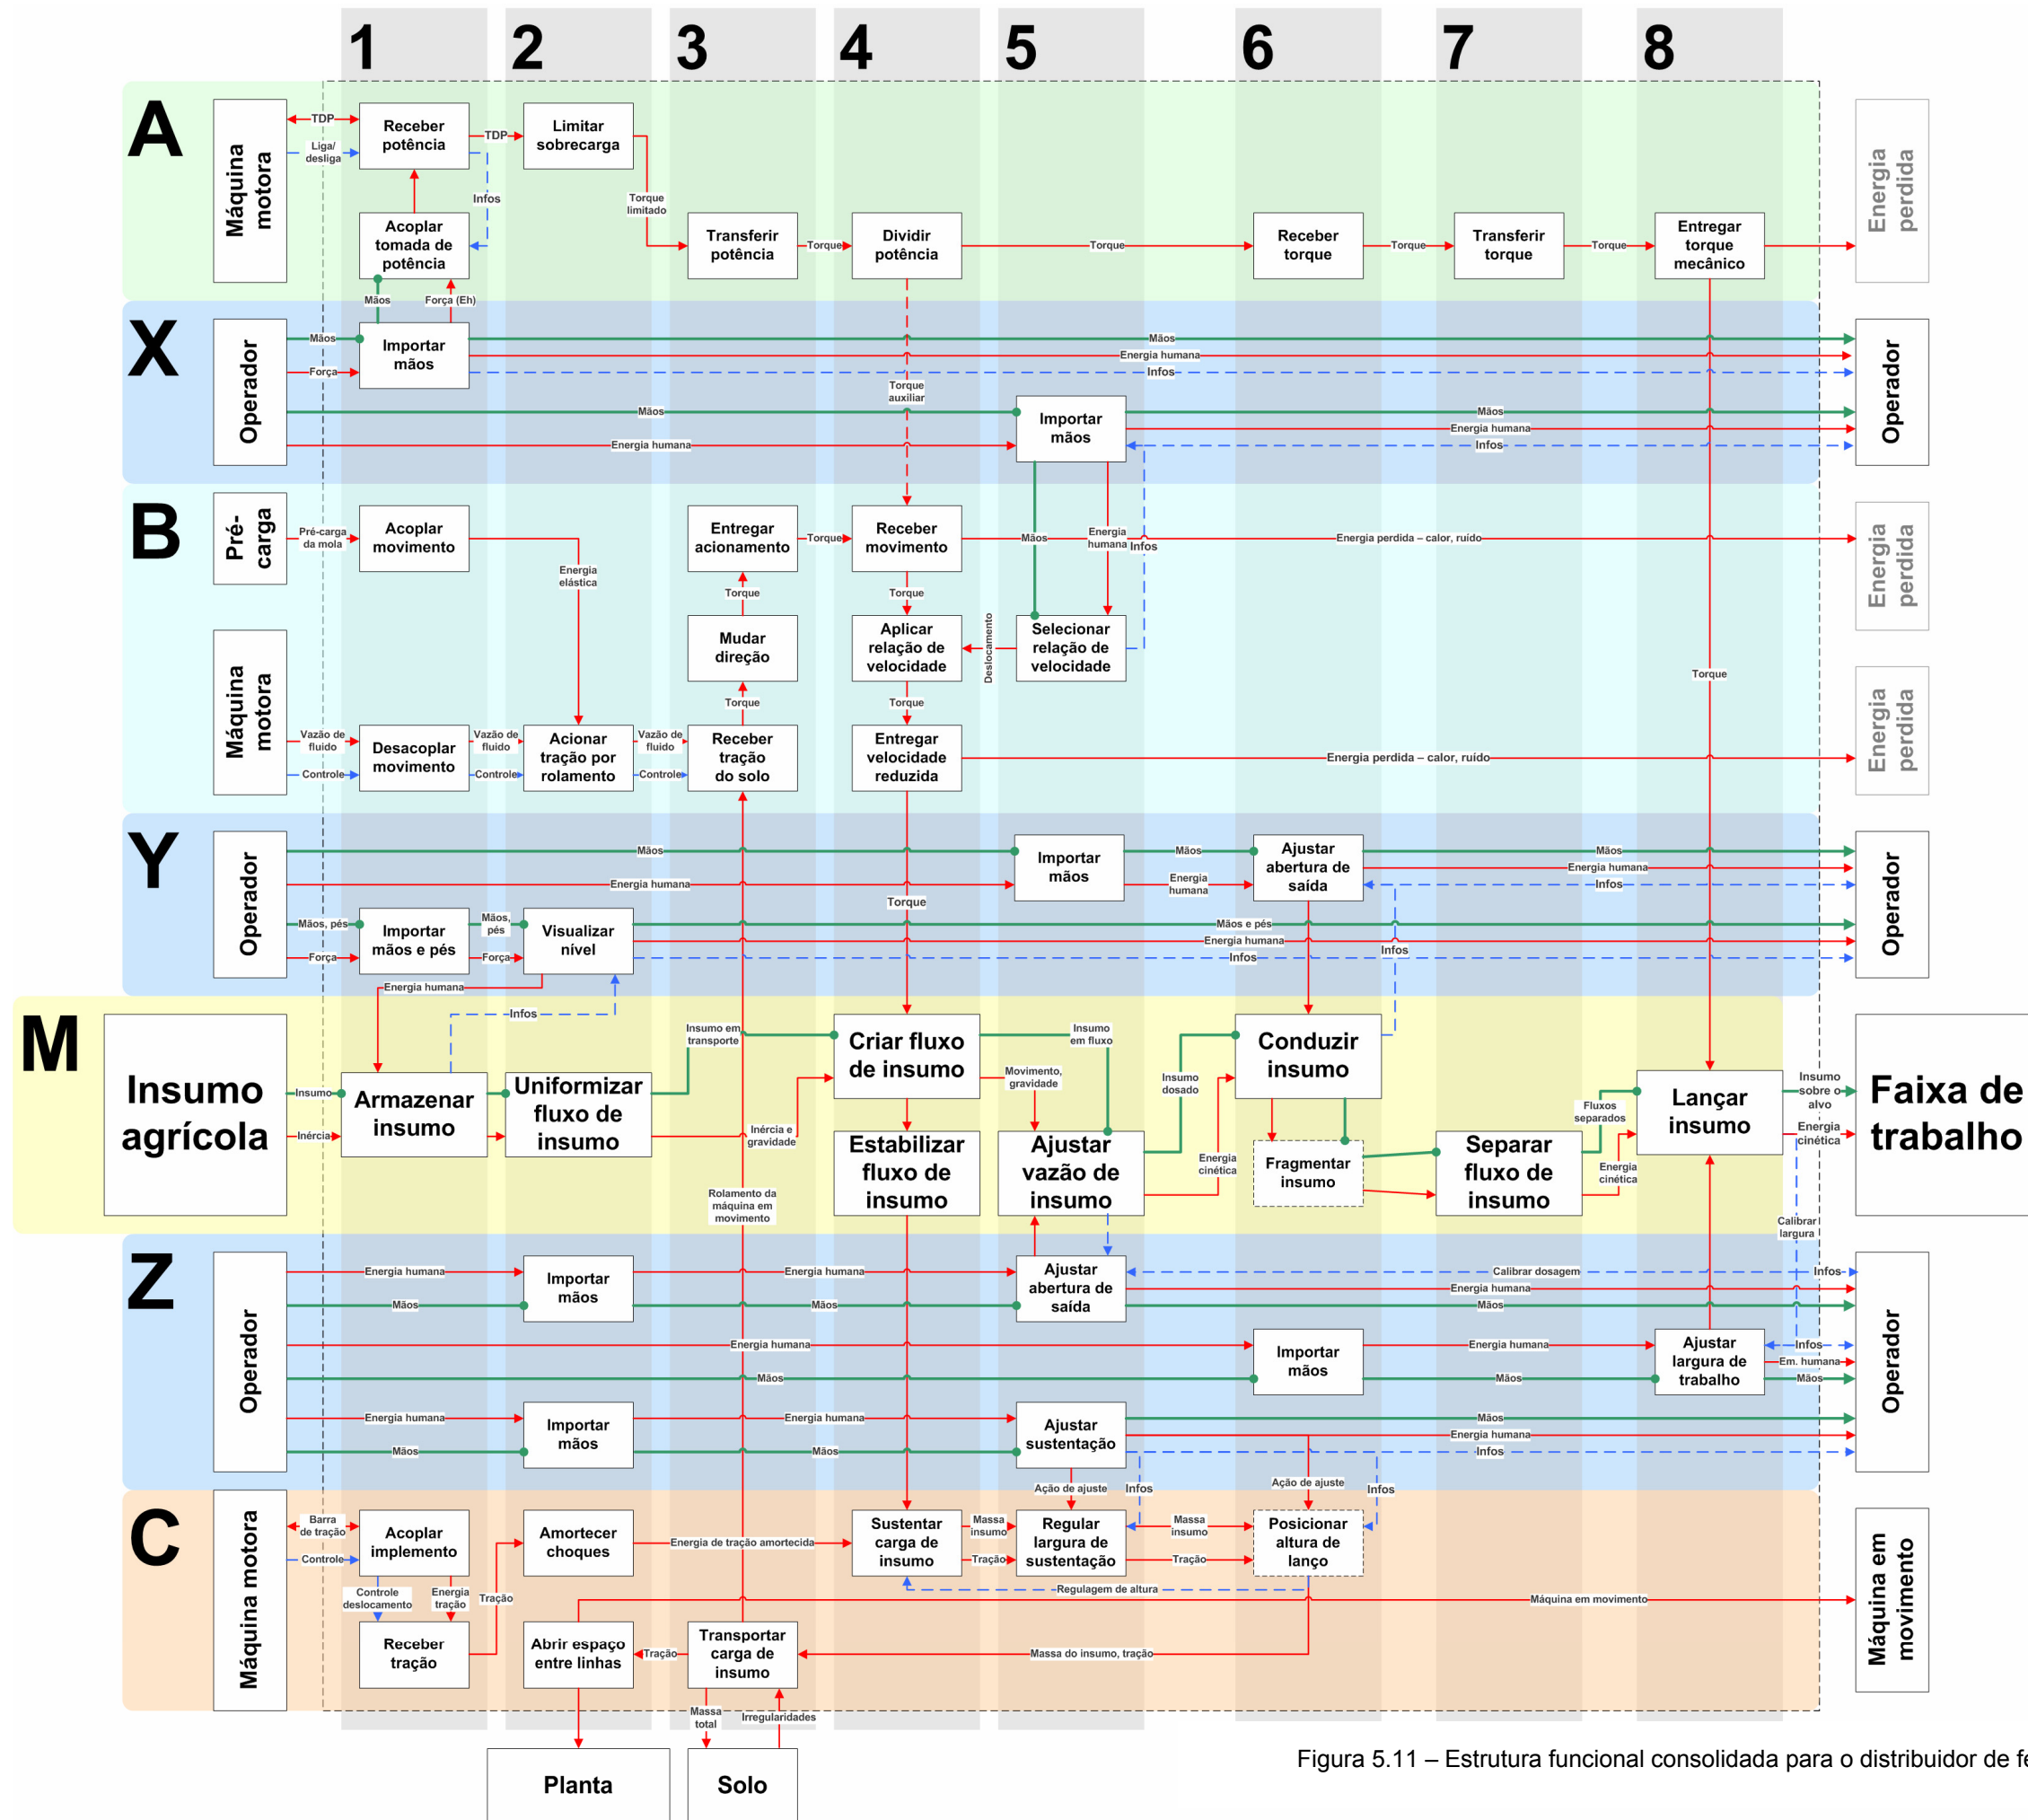 1
2
3
4
5
6
7
8
A
Máquina
motora
TDP
Liga/
desliga
Receber
potência
TDP
Infos
Limitar
sobrecarga
Torque
limitado
Acoplar
tomada de
potência
Transferir
potência
Torque
Dividir
potência
Torque
Receber
torque
Torque
Transferir
torque
Torque
Entregar
torque
mecânico
Energia
perdida
Mãos
Força (Eh)
X
Operador
Mãos
Força
Importar
mãos
Mãos
Energia humana
Infos
Torque
auxiliar
Mãos
Energia humana
Importar
mãos
Mãos
Energia humana
Infos
Operador
B
Pré-
carga
Pré-carga
da mola
Acoplar
movimento
Energia
elástica
Entregar
acionamento
Torque
Receber
movimento
Mãos
Energia
humana
Infos
Energia perdida – calor, ruído
Energia
perdida
Torque
Torque
Mudar
direção
Aplicar
relação de
velocidade
Deslocamento
Selecionar
relação de
velocidade
Torque
Máquina
motora
Torque
Torque
Energia
perdida
Vazão de
fluido
Controle
Desacoplar
movimento
Vazão de
fluido
Controle
Acionar
tração por
rolamento
Vazão de
fluido
Controle
Receber
tração
do solo
Entregar
velocidade
reduzida
Energia perdida – calor, ruído
Y
Operador
Mãos
Energia humana
Importar
mãos
Mãos
Energia
humana
Ajustar
abertura de
saída
Mãos
Energia humana
Infos
Operador
Torque
Mãos, pés
Força
Importar
mãos e pés
Mãos,
pés
Força
Visualizar
nível
Mãos e pés
Energia humana
Infos
Infos
Energia humana
Infos
M
Insumo
agrícola
Insumo
Inércia
Armazenar
insumo
Uniformizar
fluxo de
insumo
Insumo em
transporte
Inércia e
gravidade
Criar fluxo
de insumo
Insumo
em fluxo
Movimento,
gravidade
Estabilizar
fluxo de
insumo
Ajustar
vazão de
insumo
Insumo
dosado
Energia
cinética
Conduzir
insumo
Fragmentar
insumo
Separar
fluxo de
insumo
Fluxos
separados
Energia
cinética
Lançar
insumo
Insumo
sobre o
alvo
Energia
cinética
Faixa de
trabalho
Rolamento da
máquina em
movimento
Calibrar
largura
Z
Operador
Energia humana
Mãos
Importar
mãos
Energia humana
Mãos
Ajustar
abertura de
saída
Calibrar dosagem
Infos
Energia humana
Mãos
Operador
Energia humana
Mãos
Importar
mãos
Energia humana
Mãos
Ajustar
largura de
trabalho
Infos
Em. humana
Mãos
Energia humana
Mãos
Importar
mãos
Energia humana
Mãos
Ajustar
sustentação
Mãos
Energia humana
Infos
Ação de ajuste
Infos
Ação de ajuste
Infos
C
Máquina motora
Barra
de tração
Controle
Acoplar
implemento
Amortecer
choques
Energia de tração amortecida
Sustentar
carga de
insumo
Massa
insumo
Tração
Regular
largura de
sustentação
Massa
insumo
Tração
Posicionar
altura de
lanço
Máquina em
movimento
Controle
deslocamento
Energia
tração
Tração
Regulagem de altura
Máquina em movimento
Receber
tração
Abrir espaço
entre linhas
Tração
Transportar
carga de
insumo
Massa do insumo, tração
Massa
total
Irregularidades
Planta
Solo
Torque
Figura 5.11 – Estrutura funcional consolidada para o distribuidor de fe